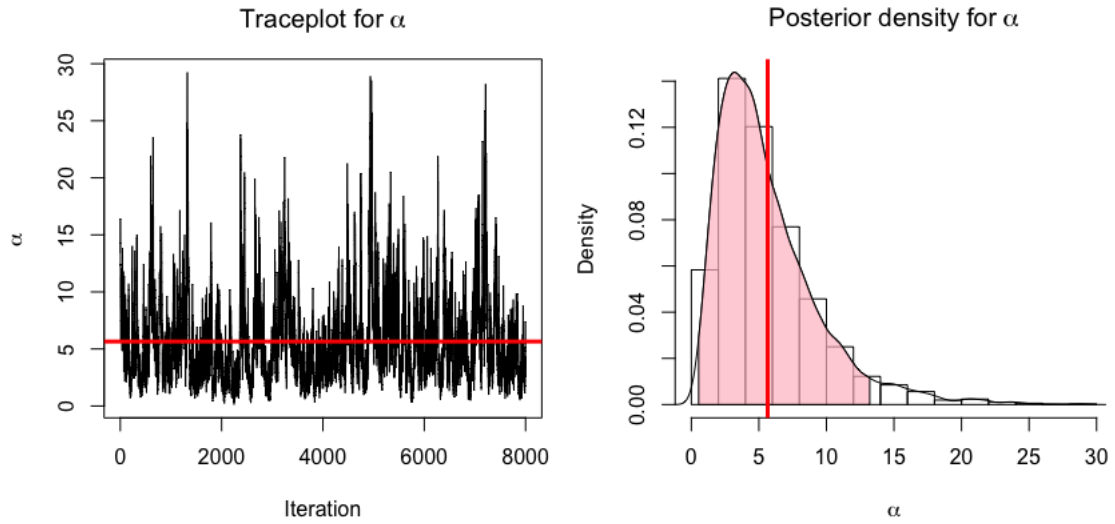 Traceplot for α
α
30
25
20
15
10
5
0
0 2000 4000 6000 8000
Iteration
Posterior density for α
Density
0.12
0.08
0.04
0.00
0 5 10 15 20 25 30
α